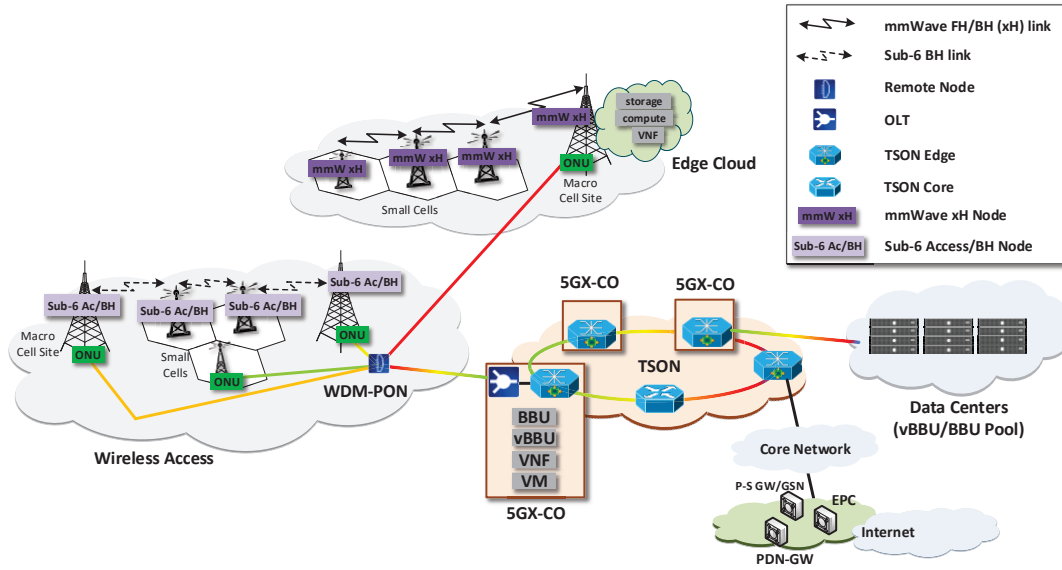 mmWave FH/BH (xH) link
Sub-6 BH link
Remote Node
OLT
TSON Edge
TSON Core
mmW xH
mmWave xH Node
Sub-6 Ac/BH
Sub-6 Access/BH Node
storage
compute
VNF
Edge Cloud
mmW xH
mmW xH
mmW xH
mmW xH
ONU
Macro
Cell Site
Small Cells
Sub-6 Ac/BH
Sub-6 Ac/BH
Sub-6 Ac/BH
Sub-6 Ac/BH
Macro
Cell Site
ONU
Small
Cells
ONU
ONU
WDM-PON
Wireless Access
5GX-CO
5GX-CO
TSON
BBU
vBBU
VNF
VM
5GX-CO
Data Centers
(vBBU/BBU Pool)
Core Network
P-S GW/GSN
EPC
PDN-GW
Internet